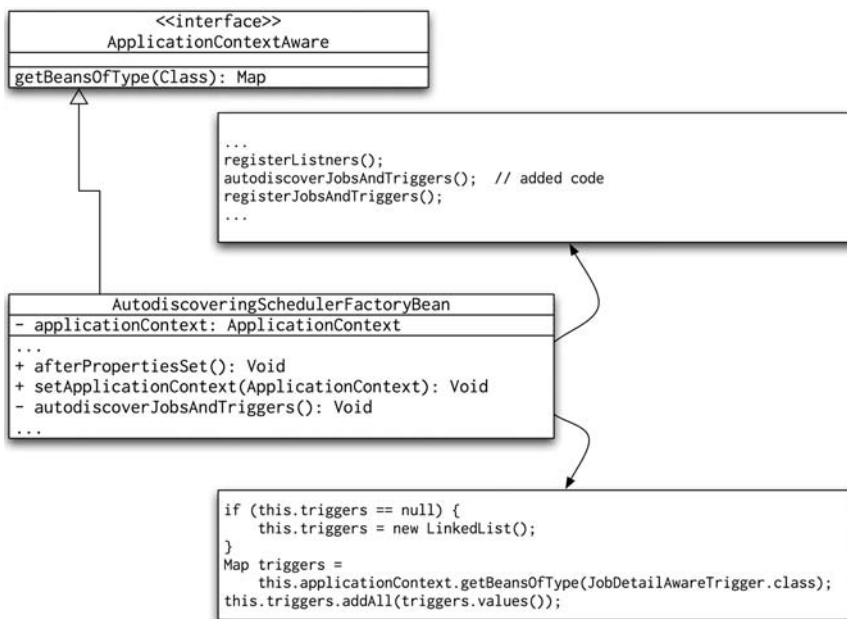 <<interface>>
ApplicationContextAware
getBeansOfType(Class): Map
...
registerListners();
autodiscoverJobsAndTriggers();  // added code
registerJobsAndTriggers();
...
AutodiscoveringSchedulerFactoryBean
- applicationContext: ApplicationContext
...
+ afterPropertiesSet(): Void
+ setApplicationContext(ApplicationContext): Void
- autodiscoverJobsAndTriggers(): Void
...
if (this.triggers == null) {
    this.triggers = new LinkedList();
}
Map triggers =
    this.applicationContext.getBeansOfType(JobDetailAwareTrigger.class);
this.triggers.addAll(triggers.values());